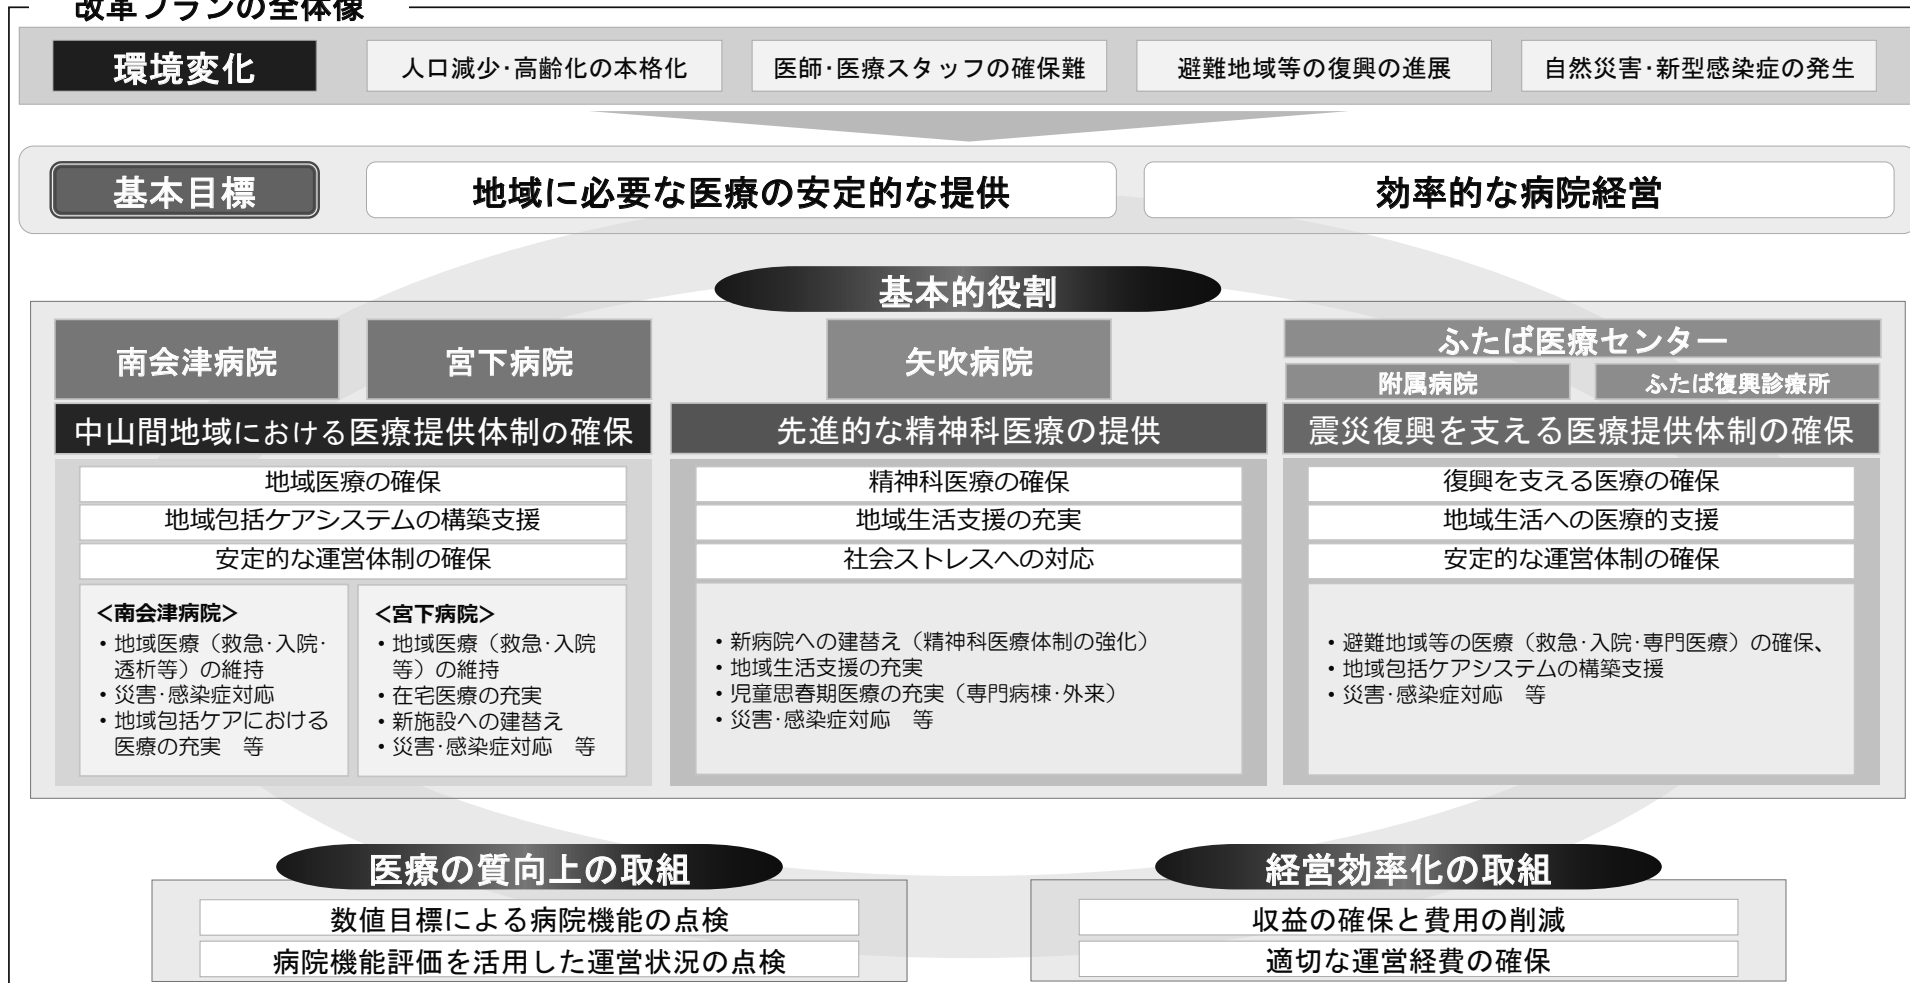 改革プランの全体像
環境変化
人口減少・高齢化の本格化
医師・医療スタッフの確保難
避難地域等の復興の進展
自然災害・新型感染症の発生
基本目標
地域に必要な医療の安定的な提供
効率的な病院経営
基本的役割
南会津病院
宮下病院
中山間地域における医療提供体制の確保
地域医療の確保
地域包括ケアシステムの構築支援
安定的な運営体制の確保
<南会津病院>
・地域医療（救急・入院・
透析等）の維持
・災害・感染症対応
・地域包括ケアにおける
医療の充実　等
<宮下病院>
・地域医療（救急・入院
等）の維持
・在宅医療の充実
・新施設への建替え
・災害・感染症対応　等
矢吹病院
先進的な精神科医療の提供
精神科医療の確保
地域生活支援の充実
社会ストレスへの対応
・新病院への建替え（精神科医療体制の強化）
・地域生活支援の充実
・児童思春期医療の充実（専門病棟・外来）
・災害・感染症対応　等
ふたば医療センター
附属病院
ふたば復興診療所
震災復興を支える医療提供体制の確保
復興を支える医療の確保
地域生活への医療的支援
安定的な運営体制の確保
・避難地域等の医療（救急・入院・専門医療）の確保、
・地域包括ケアシステムの構築支援
・災害・感染症対応　等
医療の質向上の取組
数値目標による病院機能の点検
病院機能評価を活用した運営状況の点検
経営効率化の取組
収益の確保と費用の削減
適切な運営経費の確保